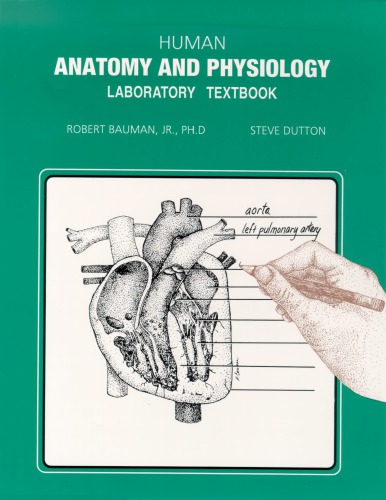 HUMAN
ANATOMY AND PHYSIOLOGY
LABORATORY TEXTBOOK
ROBERT BAUMAN, JR., PH.D STEVE DUTTON
aorta
left pulmonary artery